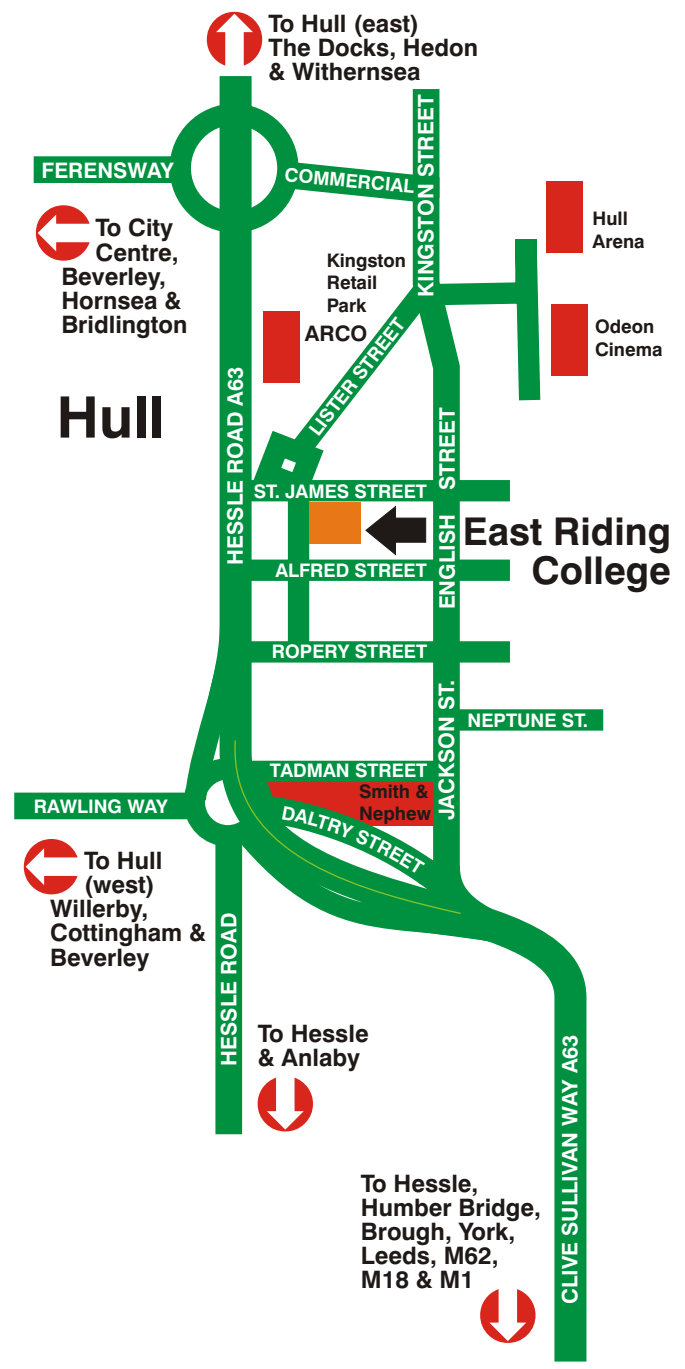 To Hull (east)
The Docks, Hedon
& Withernsea
FERENSWAY
COMMERCIAL
KINGSTON STREET
To City
Centre,
Beverley,
Hornsea &
Bridlington
Hull
Arena
Kingston
Retail
Park
ARCO
Odeon
Cinema
LISTER STREET
Hull
HESSLE ROAD A63
ST. JAMES STREET
ENGLISH STREET
East Riding
College
ALFRED STREET
ROPERY STREET
JACKSON ST.
NEPTUNE ST.
TADMAN STREET
Smith &
Nephew
DALTRY STREET
RAWLING WAY
To Hull
(west)
Willerby,
Cottingham &
Beverley
HESSLE ROAD
To Hessle
& Anlaby
CLIVE SULLIVAN WAY A63
To Hessle,
Humber Bridge,
Brough, York,
Leeds, M62,
M18 & M1